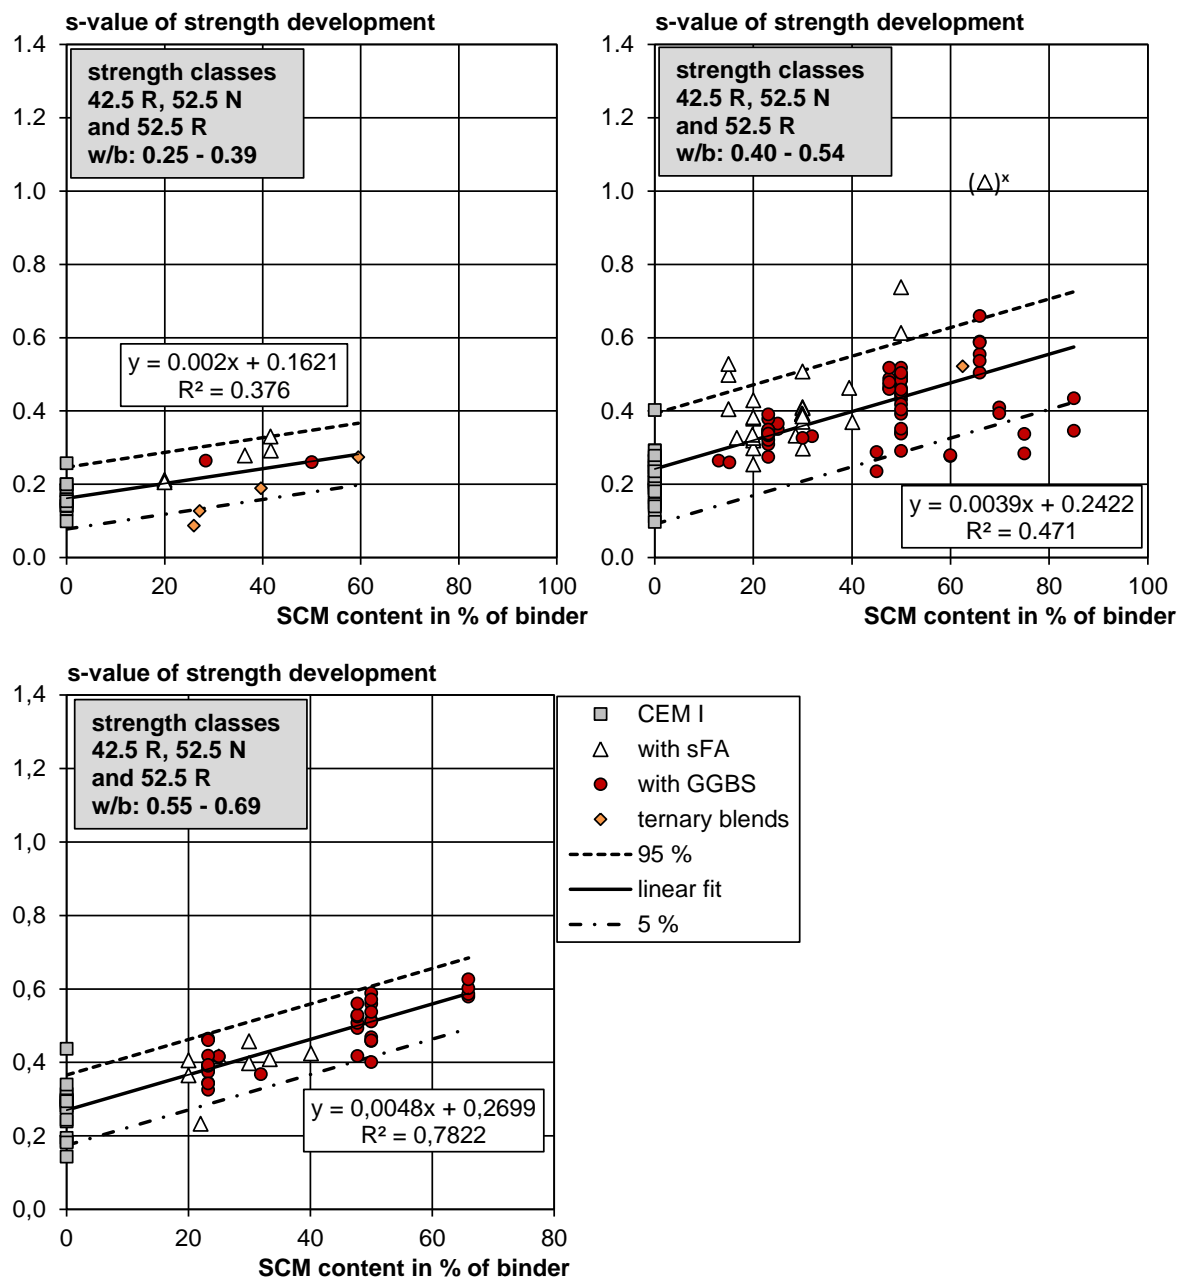 s-value of strength development
1.4
1.2
1.0
0.8
0.6
0.4
0.2
0.0
strength classes
42.5 R, 52.5 N
and 52.5 R
w/b: 0.25 - 0.39
y = 0.002x + 0.1621
R² = 0.376
0 20 40 60 80 100
SCM content in % of binder
s-value of strength development
1.4
1.2
1.0
0.8
0.6
0.4
0.2
0.0
strength classes
42.5 R, 52.5 N
and 52.5 R
w/b: 0.40 - 0.54
( )x
y = 0.0039x + 0.2422
R² = 0.471
0 20 40 60 80 100
SCM content in % of binder
s-value of strength development
1,4
1,2
1,0
0,8
0,6
0,4
0,2
0,0
strength classes
42.5 R, 52.5 N
and 52.5 R
w/b: 0.55 - 0.69
y = 0,0048x + 0,2699
R² = 0,7822
0 20 40 60 80
SCM content in % of binder
CEM I
with sFA
with GGBS
ternary blends
95 %
linear fit
5 %